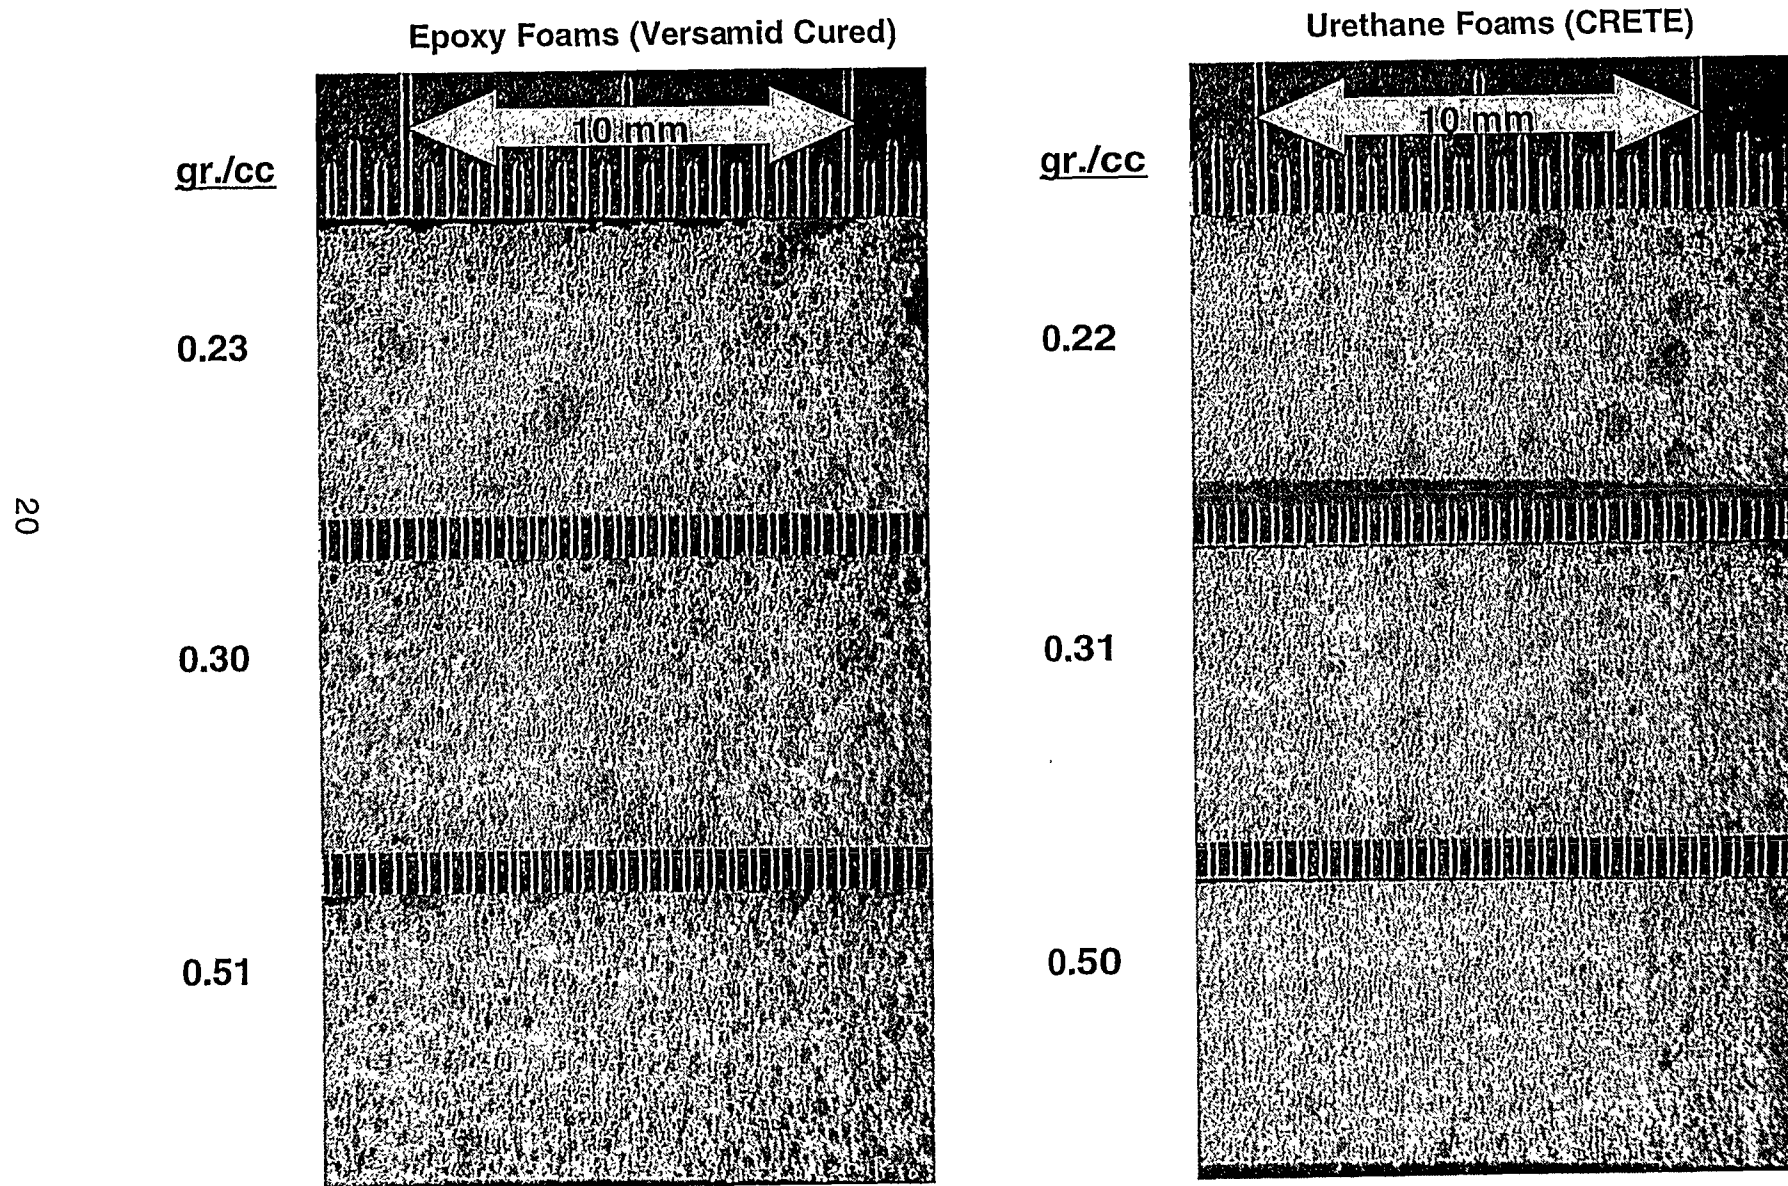 Epoxy Foams (Versamid Cured)
10 mm
gr./cc
0.23
0.30
0.51
Urethane Foams (CRETE)
10 mm
gr./cc
0.22
0.31
0.50
20